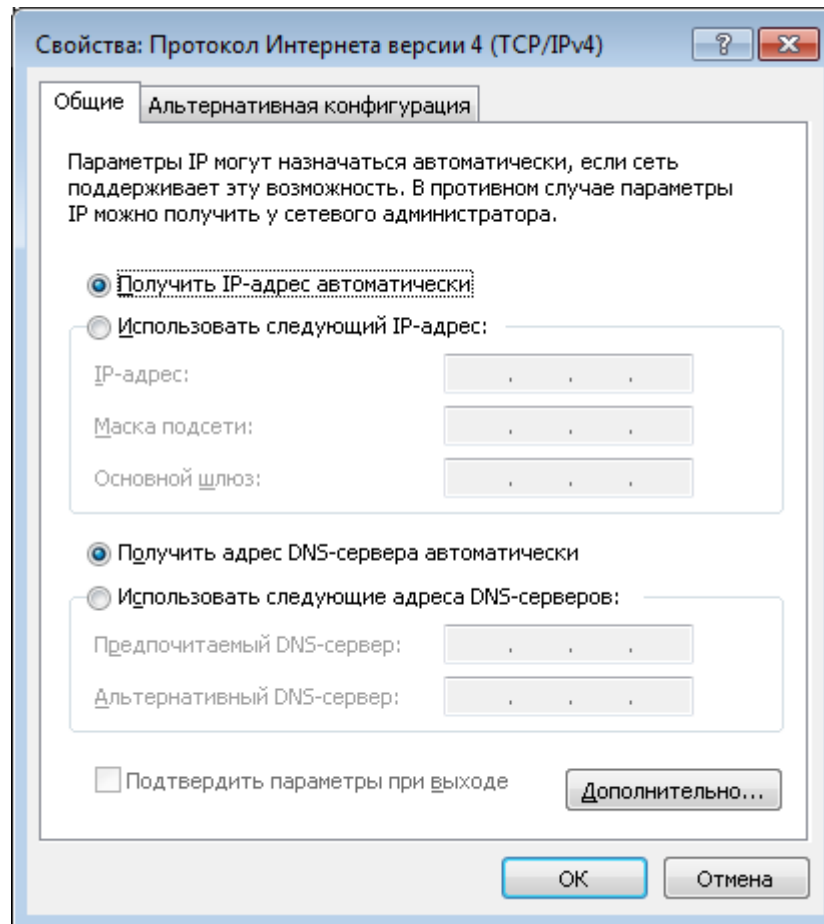 Свойства: Протокол Интернета версии 4 (TCP/IPv4)
Общие
Альтернативная конфигурация
Параметры IP могут назначаться автоматически, если сеть
поддерживает эту возможность. В противном случае параметры
IP можно получить у сетевого администратора.
Получить IP-адрес автоматически
Использовать следующий IP-адрес:
IP-адрес:
Маска подсети:
Основной шлюз:
Получить адрес DNS-сервера автоматически
Использовать следующие адреса DNS-серверов:
Предпочитаемый DNS-сервер:
Альтернативный DNS-сервер:
Подтвердить параметры при выходе
Дополнительно...
ОК
Отмена